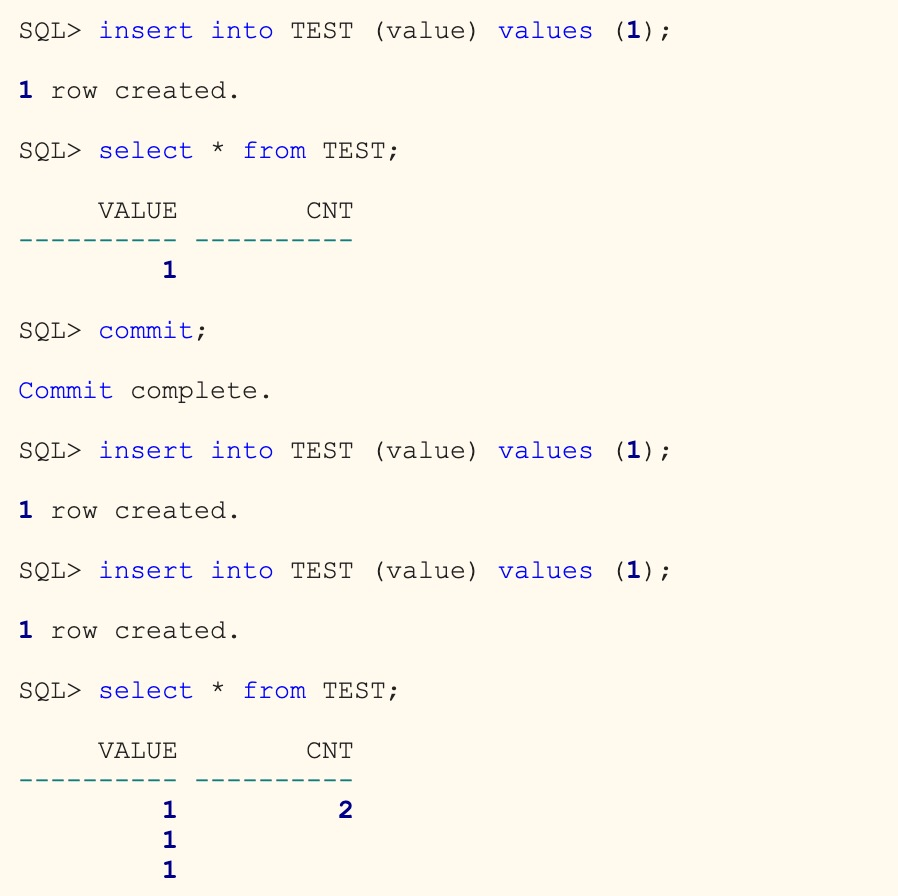 SQL> insert into TEST (value) values (1);
1 row created.
SQL> select * from TEST;
     VALUE        CNT
---------- ----------
         1
SQL> commit;
Commit complete.
SQL> insert into TEST (value) values (1);
1 row created.
SQL> insert into TEST (value) values (1);
1 row created.
SQL> select * from TEST;
     VALUE        CNT
---------- ----------
         1          2
         1
         1